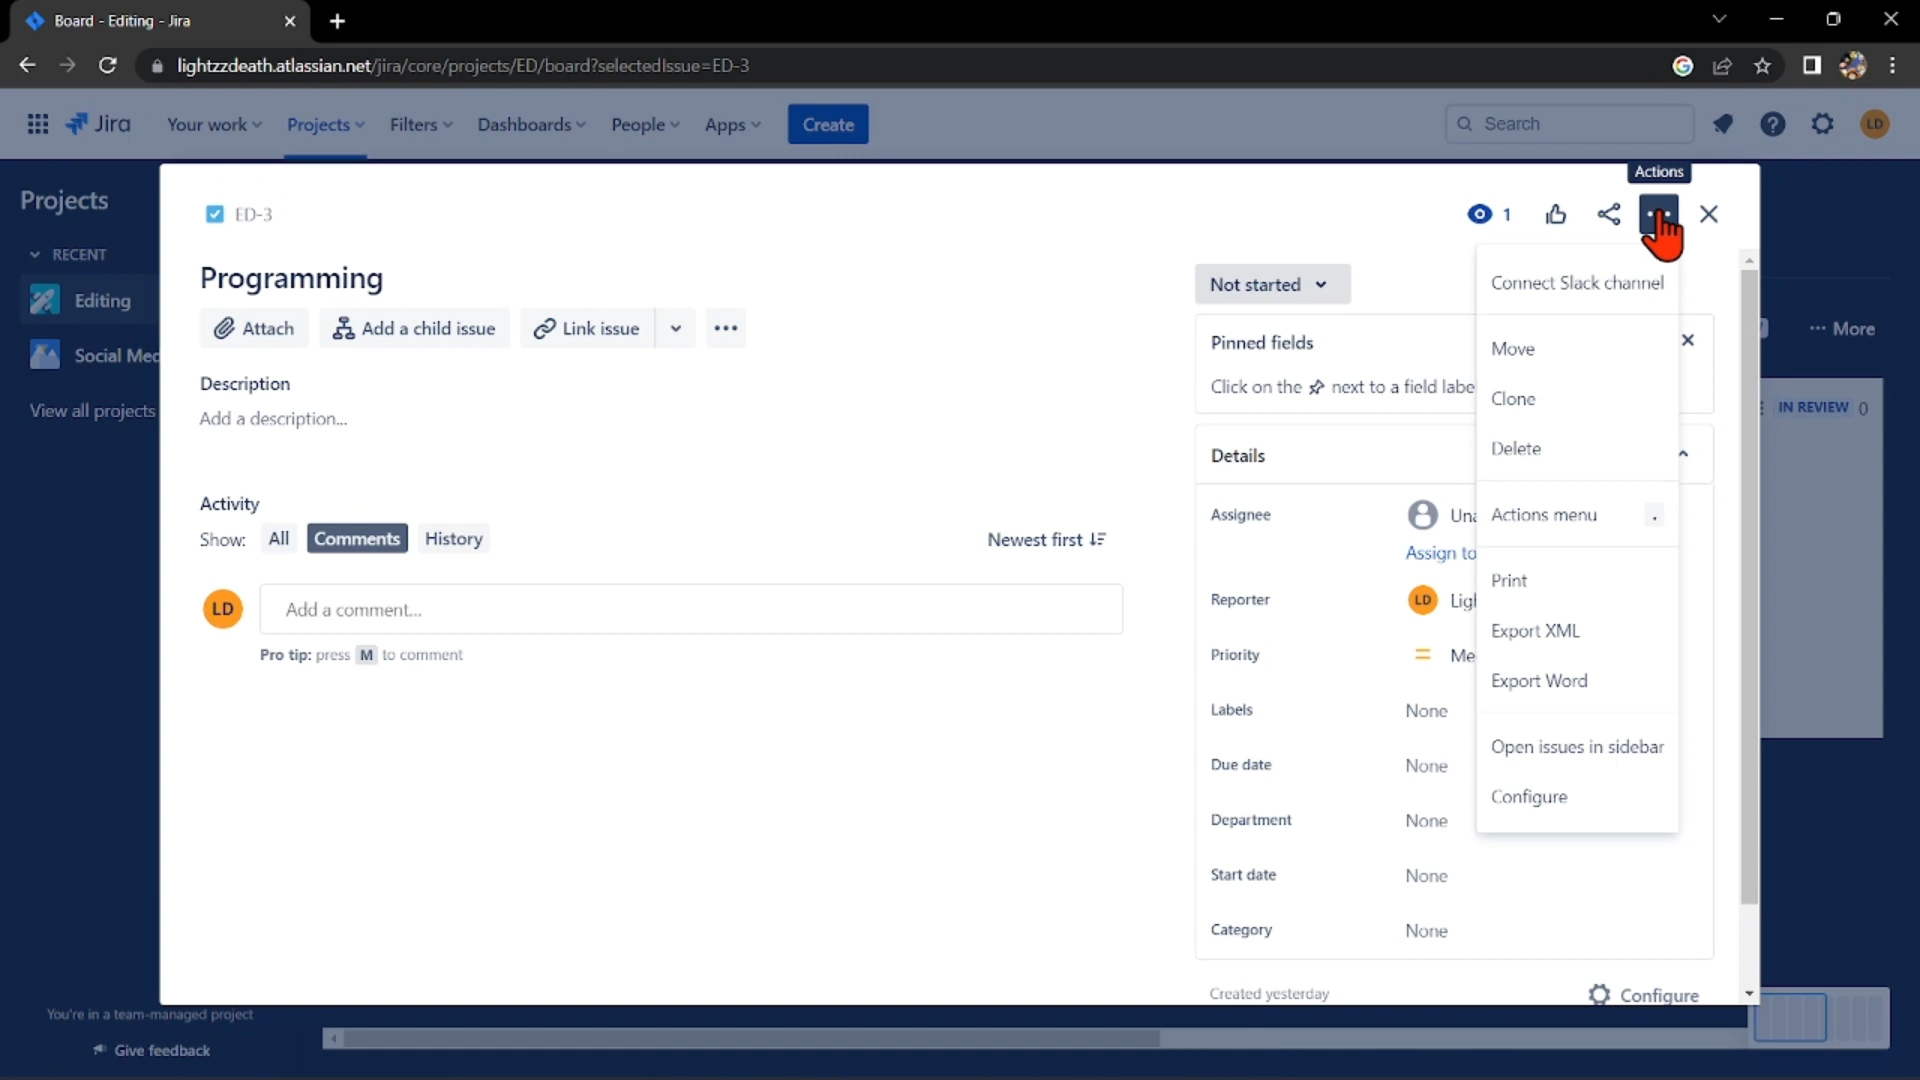 Board - Editing - Jira
lightzzdeath.atlassian.net/jira/core/projects/ED/board?selectedIssue=ED-3
Jira Your work Projects Filters Dashboards People Apps Create Search LD
Projects
RECENT
Editing
Social Med
View all projects
Actions
ED-3
1
Programming
Attach Add a child issue Link issue
Description
Add a description...
Activity
Show: All Comments History Newest first
LD Add a comment...
Pro tip: press M to comment
Not started
Pinned fields
Click on the next to a field labe
Details
Assignee Una
Assign to
Reporter LD Ligh
Priority Me
Labels None
Due date None
Department None
Start date None
Category None
Created yesterday Configure
Connect Slack channel
Move
Clone
Delete
Actions menu .
Print
Export XML
Export Word
Open issues in sidebar
Configure
More
IN REVIEW 0
You're in a team-managed project
Give feedback